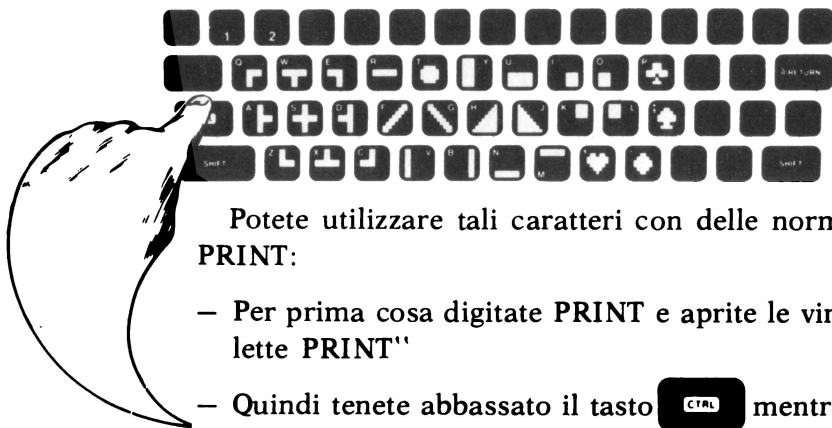 1 2
Q W E R T Y U I O P RETURN
A S D F G H J K L ;
SHIFT Z X C V B N M , . SHIFT
Potete utilizzare tali caratteri con delle norm
PRINT:
– Per prima cosa digitate PRINT e aprite le vir
lette PRINT"
– Quindi tenete abbassato il tasto CTRL mentr